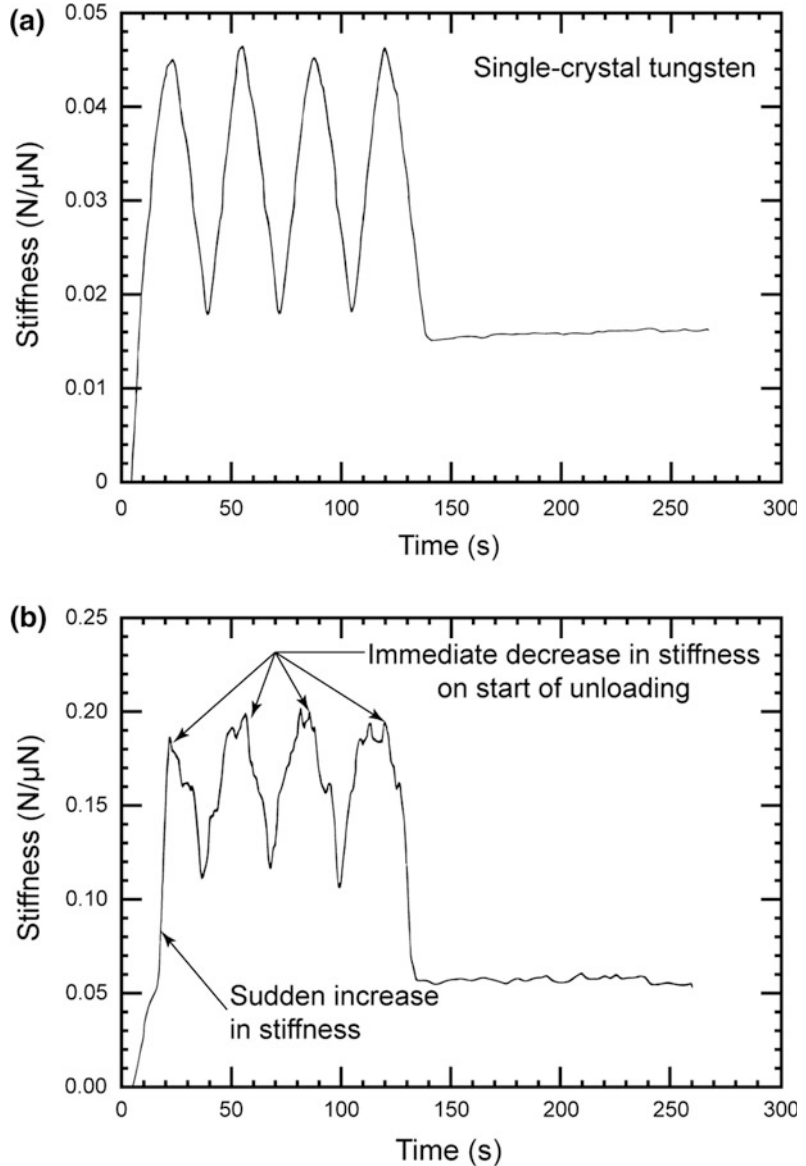 (a)
0.05
0.04
0.03
0.02
0.01
0
Stiffness (N/µN)
Single-crystal tungsten
0 50 100 150 200 250 300
Time (s)
(b)
0.25
0.20
0.15
0.10
0.05
0.00
Stiffness (N/µN)
Immediate decrease in stiffness
on start of unloading
Sudden increase
in stiffness
0 50 100 150 200 250 300
Time (s)